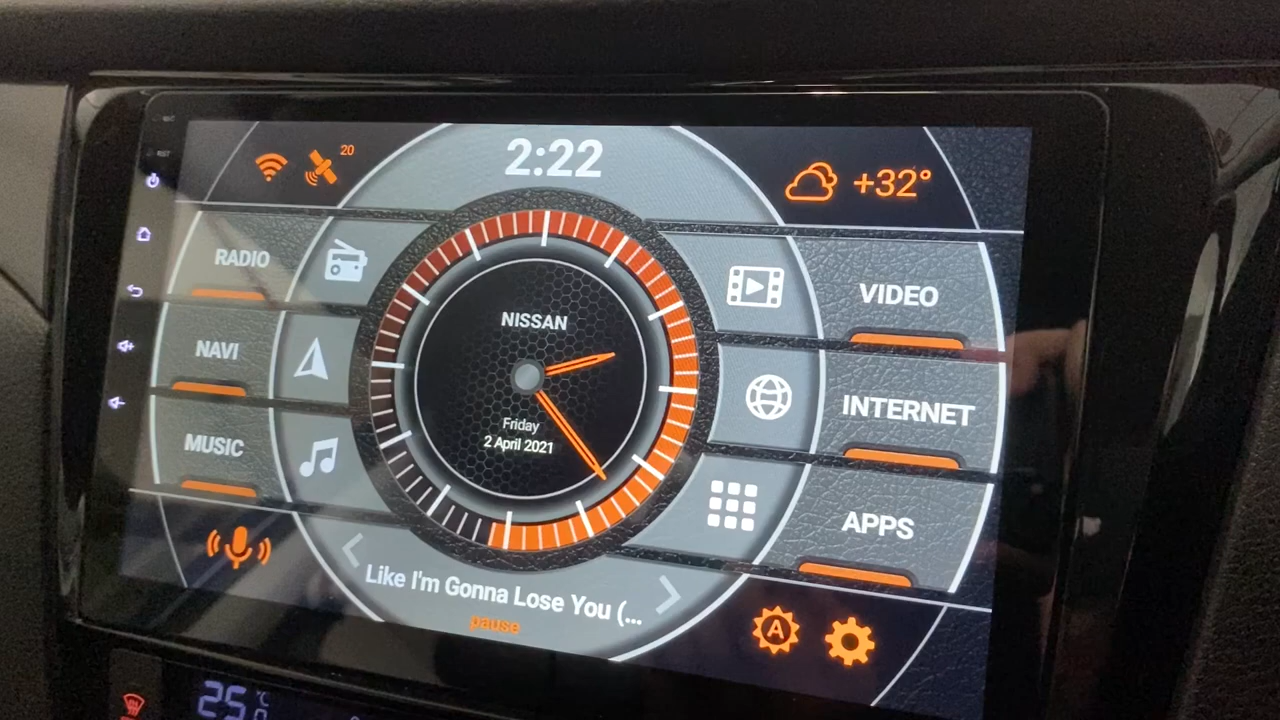 20
2:22
+32°
RADIO
NAVI
MUSIC
NISSAN
Friday
2 April 2021
VIDEO
INTERNET
APPS
Like I'm Gonna Lose You (...
pause
A
25 °C